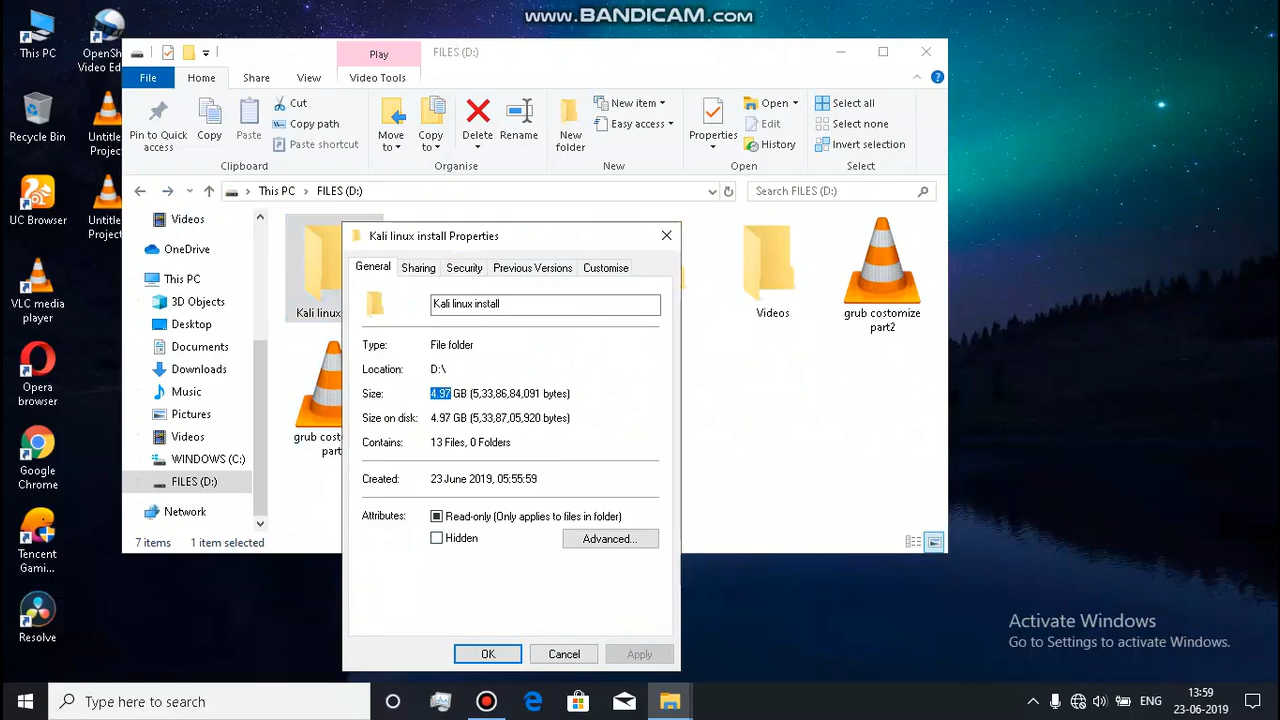 www.BANDICAM.com
This PC
OpenSh
Video Ed
Recycle Bin
Untitle
Project
UC Browser
Untitle
Project
VLC media
player
Opera
browser
Google
Chrome
Tencent
Gami...
Resolve
Play
FILES (D:)
File
Home
Share
View
Video Tools
Pin to Quick
access
Copy
Paste
Cut
Copy path
Paste shortcut
Clipboard
Move
to
Copy
to
Delete
Rename
Organise
New
folder
New item
Easy access
New
Properties
Open
Edit
History
Open
Select all
Select none
Invert selection
Select
This PC
FILES (D:)
Search FILES (D:)
Videos
OneDrive
This PC
3D Objects
Desktop
Documents
Downloads
Music
Pictures
Videos
WINDOWS (C:)
FILES (D:)
Network
7 items
1 item selected
Kali linux
grub costo
part
Videos
grub costomize
part2
Kali linux install Properties
General
Sharing
Security
Previous Versions
Customise
Kali linux install
Type: File folder
Location: D:\
Size: 4.97 GB (5,33,86,84,091 bytes)
Size on disk: 4.97 GB (5,33,87,05,920 bytes)
Contains: 13 Files, 0 Folders
Created: 23 June 2019, 05:55:59
Attributes: Read-only (Only applies to files in folder)
Hidden
Advanced...
OK
Cancel
Apply
Activate Windows
Go to Settings to activate Windows.
Type here to search
ENG
13:59
23-06-2019